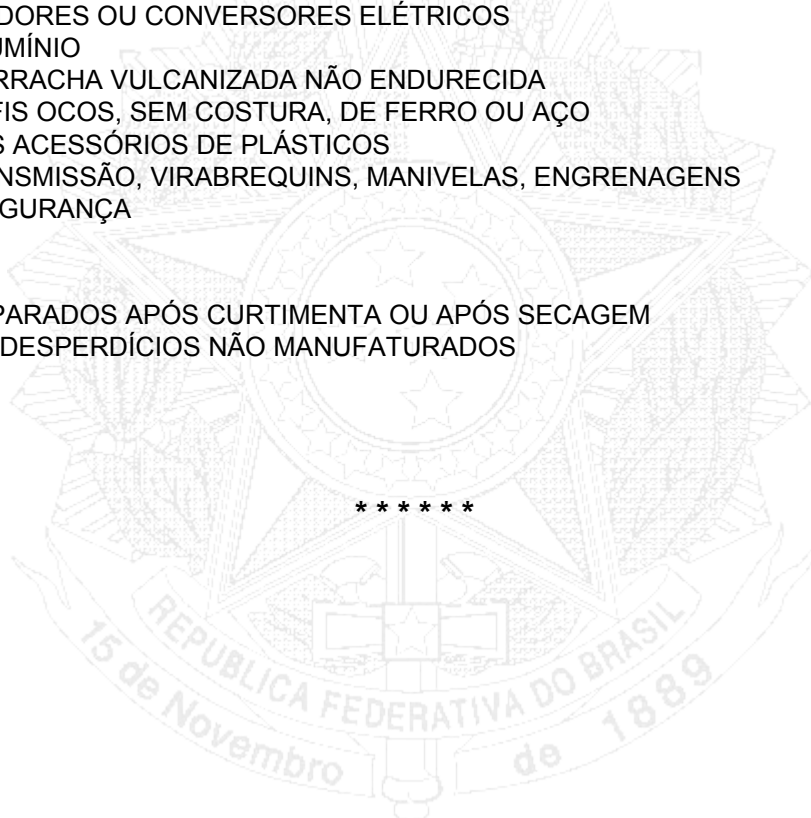 DORES OU CONVERSORES ELÉTRICOS
UMÍNIO
RRACHA VULCANIZADA NÃO ENDURECIDA
FIS OCOS, SEM COSTURA, DE FERRO OU AÇO
S ACESSÓRIOS DE PLÁSTICOS
NSMISSÃO, VIRABREQUINS, MANIVELAS, ENGRENAGENS
GURANÇA
PARADOS APÓS CURTIMENTA OU APÓS SECAGEM
DESPERDÍCIOS NÃO MANUFATURADOS
* * * * * *
REPUBLICA FEDERATIVA DO BRASIL
15 de Novembro de 1889